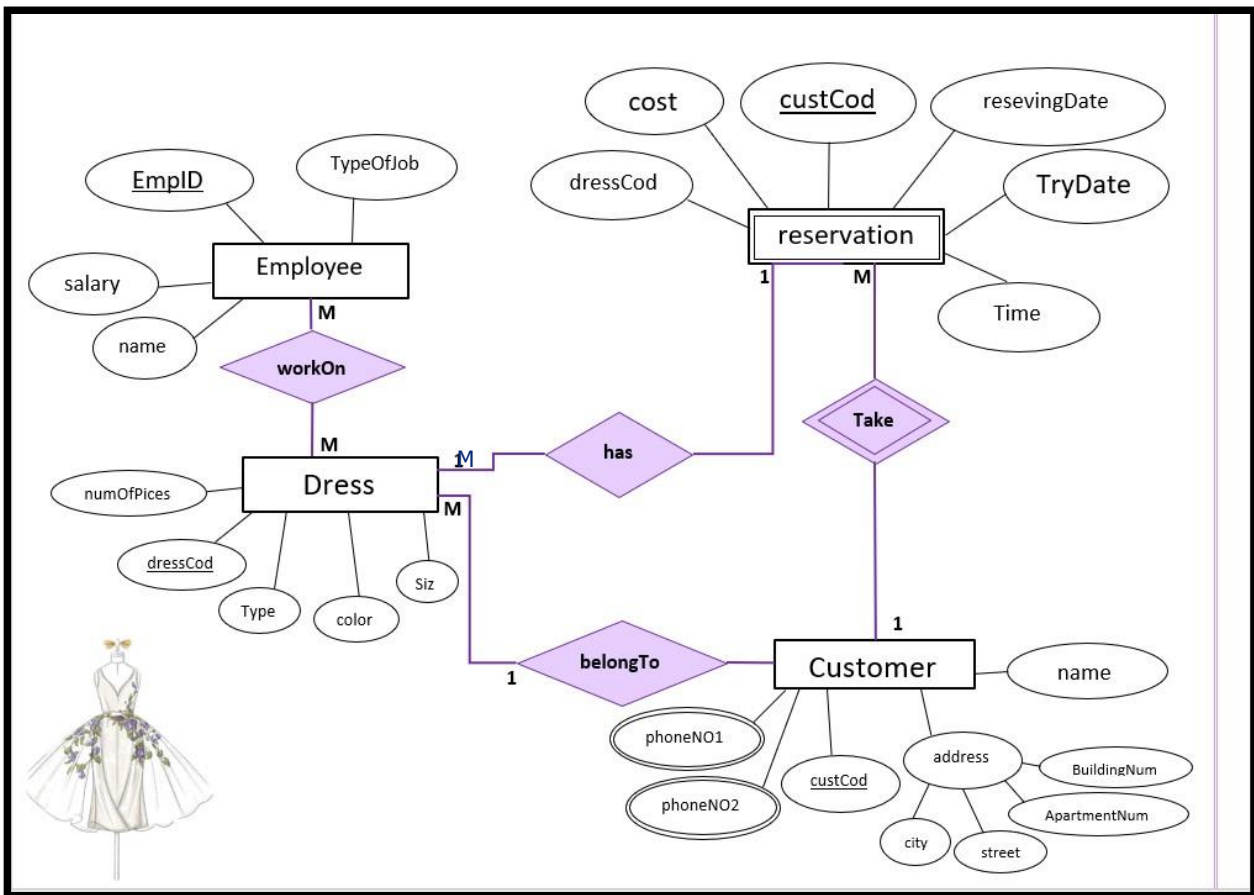 cost
custCod
resevingDate
TypeOfJob
EmpID
dressCod
TryDate
reservation
Employee
salary
1
M
Time
M
name
workOn
Take
M
has
1M
Dress
numOfPices
M
dressCod
Siz
Type
color
1
belongTo
1
Customer
name
phoneNO1
address
BuildingNum
custCod
phoneNO2
ApartmentNum
city
street